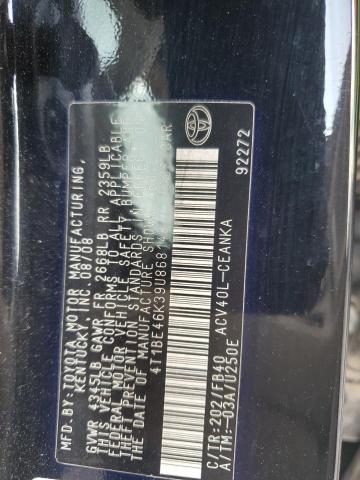 MFD.BY: TOYOTA MOTOR MANUFACTURING,
KENTUCKY, INC. 08/08
GVWR 4345LB GAWR FR 2668LB RR 2359LB
THIS VEHICLE CONFORMS TO ALL APPLICABLE
FEDERAL MOTOR VEHICLE SAFETY, BUMPER, AND
THEFT PREVENTION STANDARDS IN EFFECT ON
THE DATE OF MANUFACTURE SHOWN
4T1BE46K39U868
C/TR:202/FB40 ACV40L-CEANKA
A/TM:-03A/U250E 92272